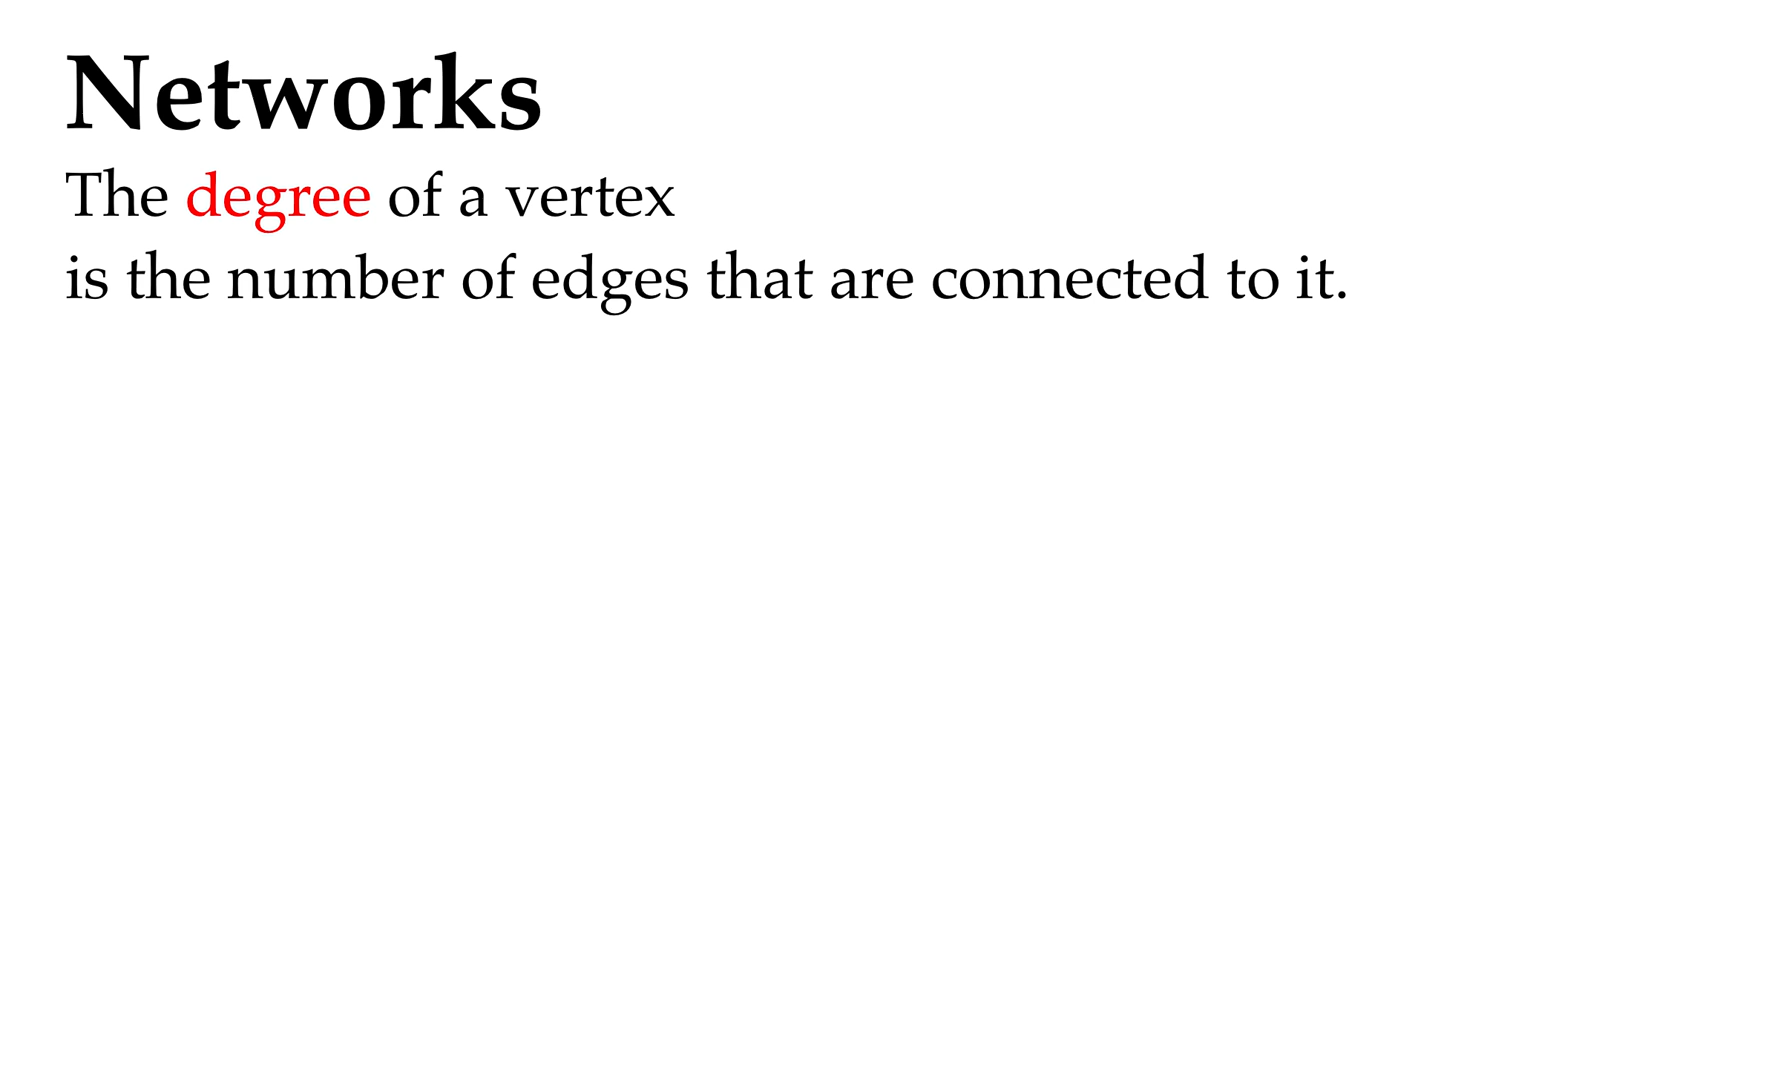 Networks
The degree of a vertex
is the number of edges that are connected to it.